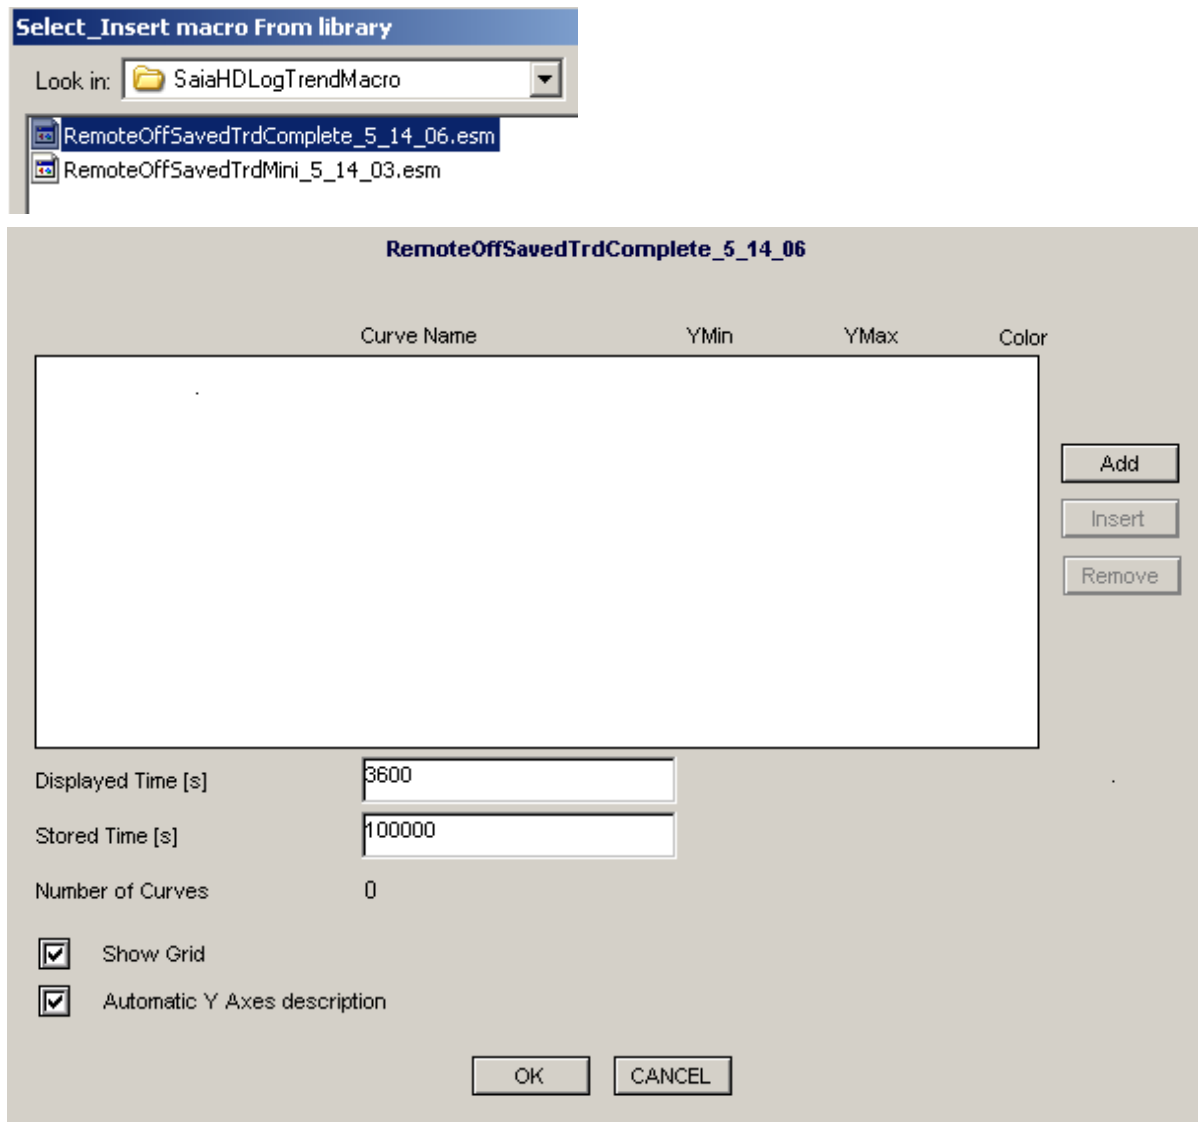 Select_Insert macro From library
Look in: SaiaHDLogTrendMacro
RemoteOffSavedTrdComplete_5_14_06.esm
RemoteOffSavedTrdMini_5_14_03.esm
RemoteOffSavedTrdComplete_5_14_06
Curve Name YMin YMax Color
Add
Insert
Remove
Displayed Time [s] 3600
Stored Time [s] 100000
Number of Curves 0
Show Grid
Automatic Y Axes description
OK CANCEL